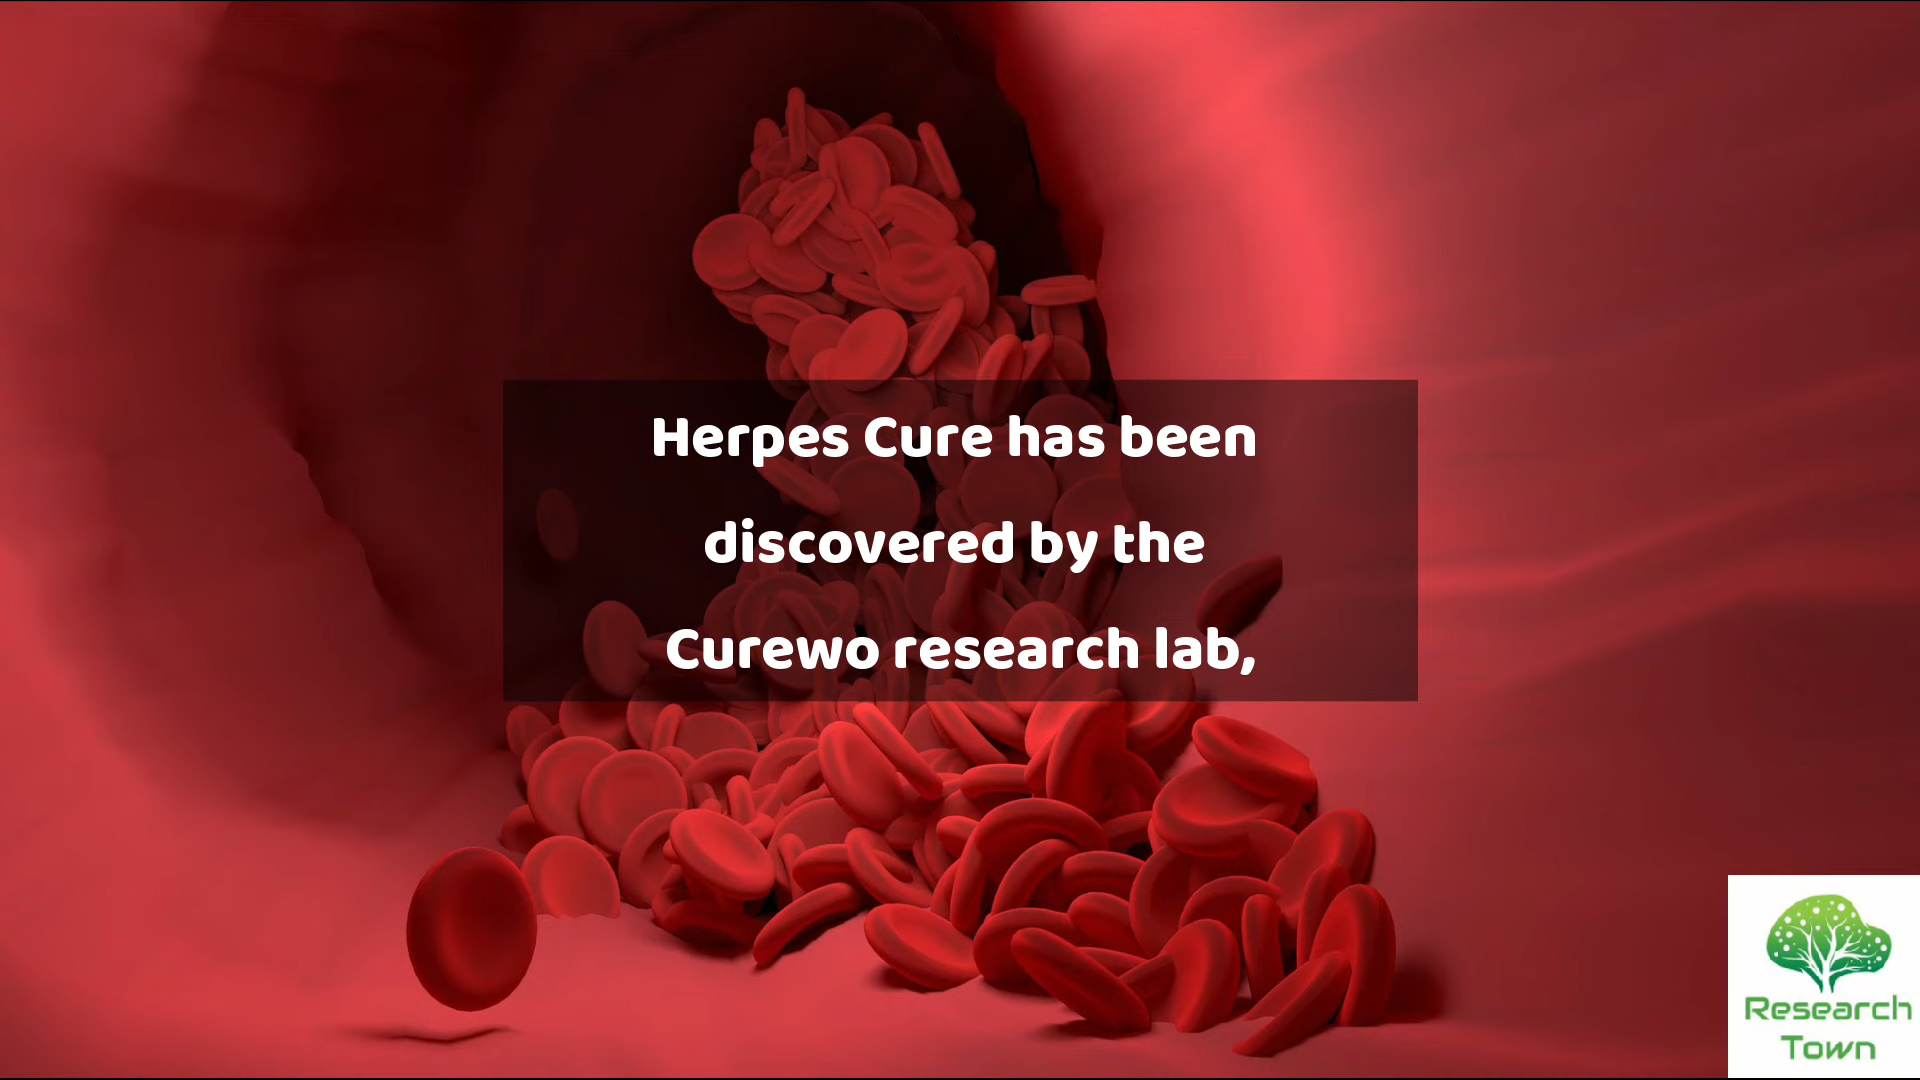 Herpes Cure has been
discovered by the
Curewo research lab,
Research
Town